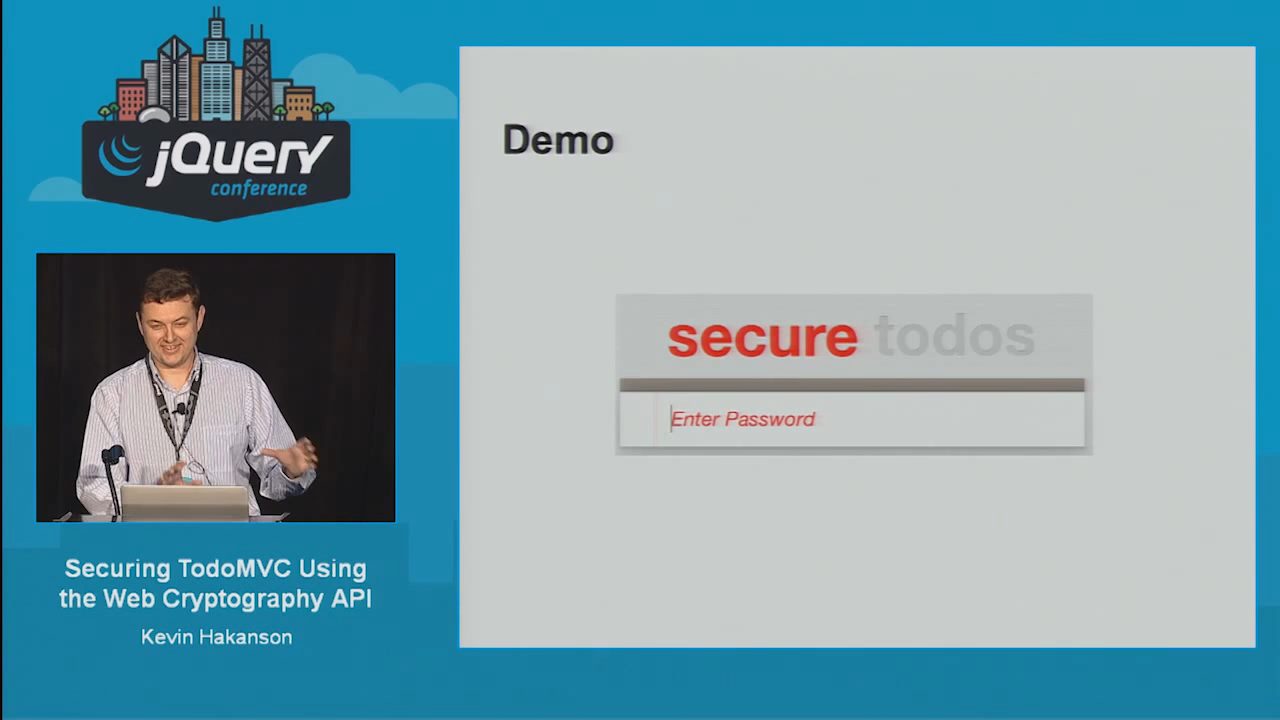 jQuery
conference
Securing TodoMVC Using
the Web Cryptography API
Kevin Hakanson
Demo
secure todos
Enter Password